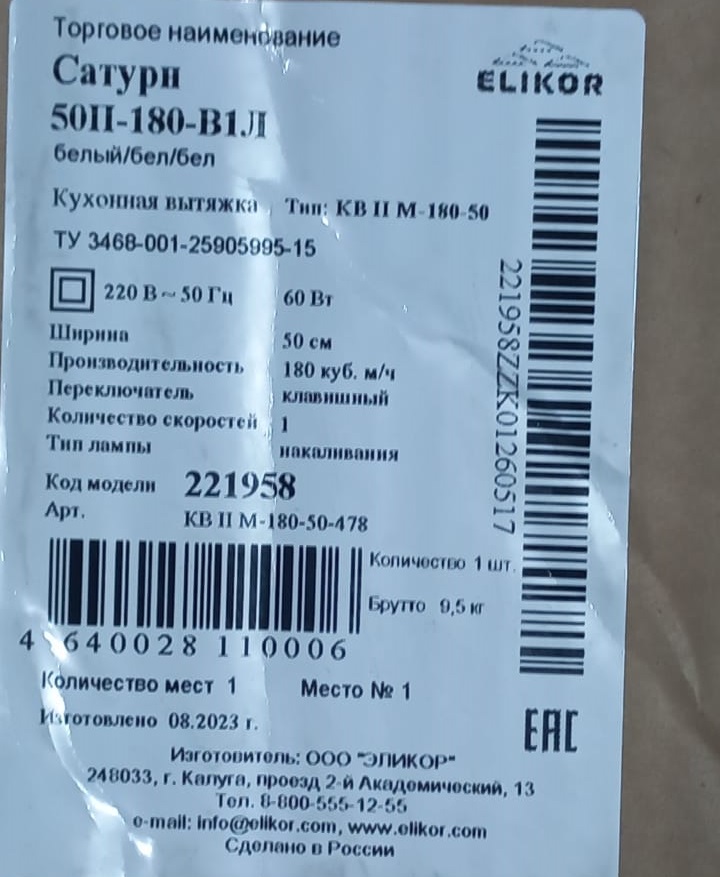 Торговое наименование
ELIKOR
Сатурн
50П-180-В1Л
белый/бел/бел
Кухонная вытяжка Тип: КВ II М-180-50
ТУ 3468-001-25905995-15
220 В ~ 50 Гц 60 Вт
Ширина 50 см
Производительность 180 куб. м/ч
Переключатель клавишный
Количество скоростей 1
Тип лампы накаливания
Код модели 221958
Арт. КВ II М-180-50-478
221958ZZK01260517
Количество 1 шт.
Брутто 9,5 кг
4 640028 110006
Количество мест 1 Место № 1
Изготовлено 08.2023 г.
EAC
Изготовитель: ООО "ЭЛИКОР"
248033, г. Калуга, проезд 2-й Академический, 13
Тел. 8-800-555-12-55
e-mail: info@elikor.com, www.elikor.com
Сделано в России